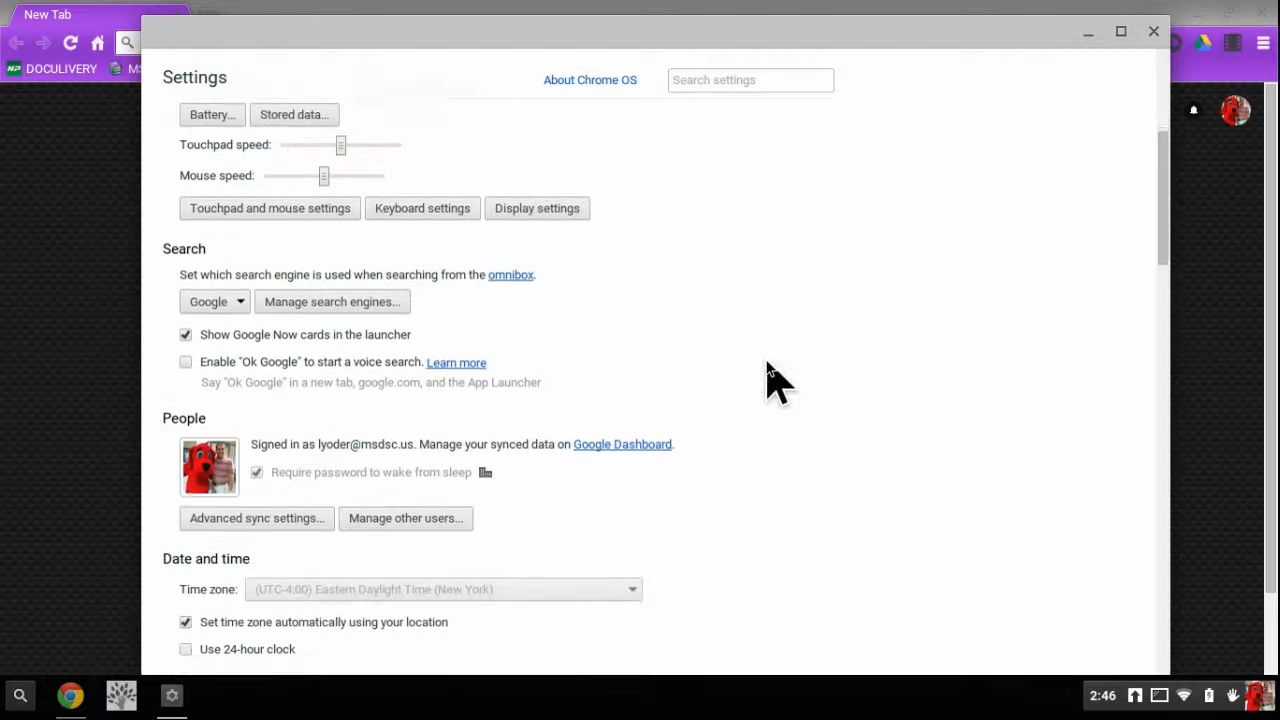 New Tab
DOCULIVERY
Settings
About Chrome OS
Search settings
Battery...
Stored data...
Touchpad speed:
Mouse speed:
Touchpad and mouse settings
Keyboard settings
Display settings
Search
Set which search engine is used when searching from the omnibox.
Google
Manage search engines...
Show Google Now cards in the launcher
Enable "Ok Google" to start a voice search. Learn more
Say "Ok Google" in a new tab, google.com, and the App Launcher
People
Signed in as lyoder@msdsc.us. Manage your synced data on Google Dashboard.
Require password to wake from sleep
Advanced sync settings...
Manage other users...
Date and time
Time zone:
(UTC-4:00) Eastern Daylight Time (New York)
Set time zone automatically using your location
Use 24-hour clock
2:46